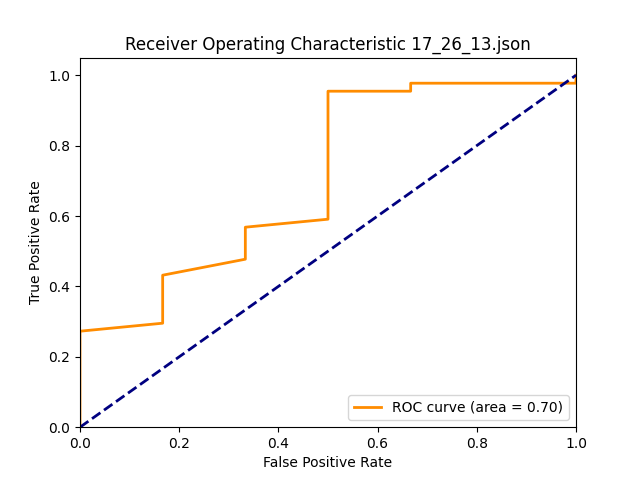 Receiver Operating Characteristic 17_26_13.json
1.0
0.8
0.6
0.4
0.2
0.0
True Positive Rate
ROC curve (area = 0.70)
0.0 0.2 0.4 0.6 0.8 1.0
False Positive Rate